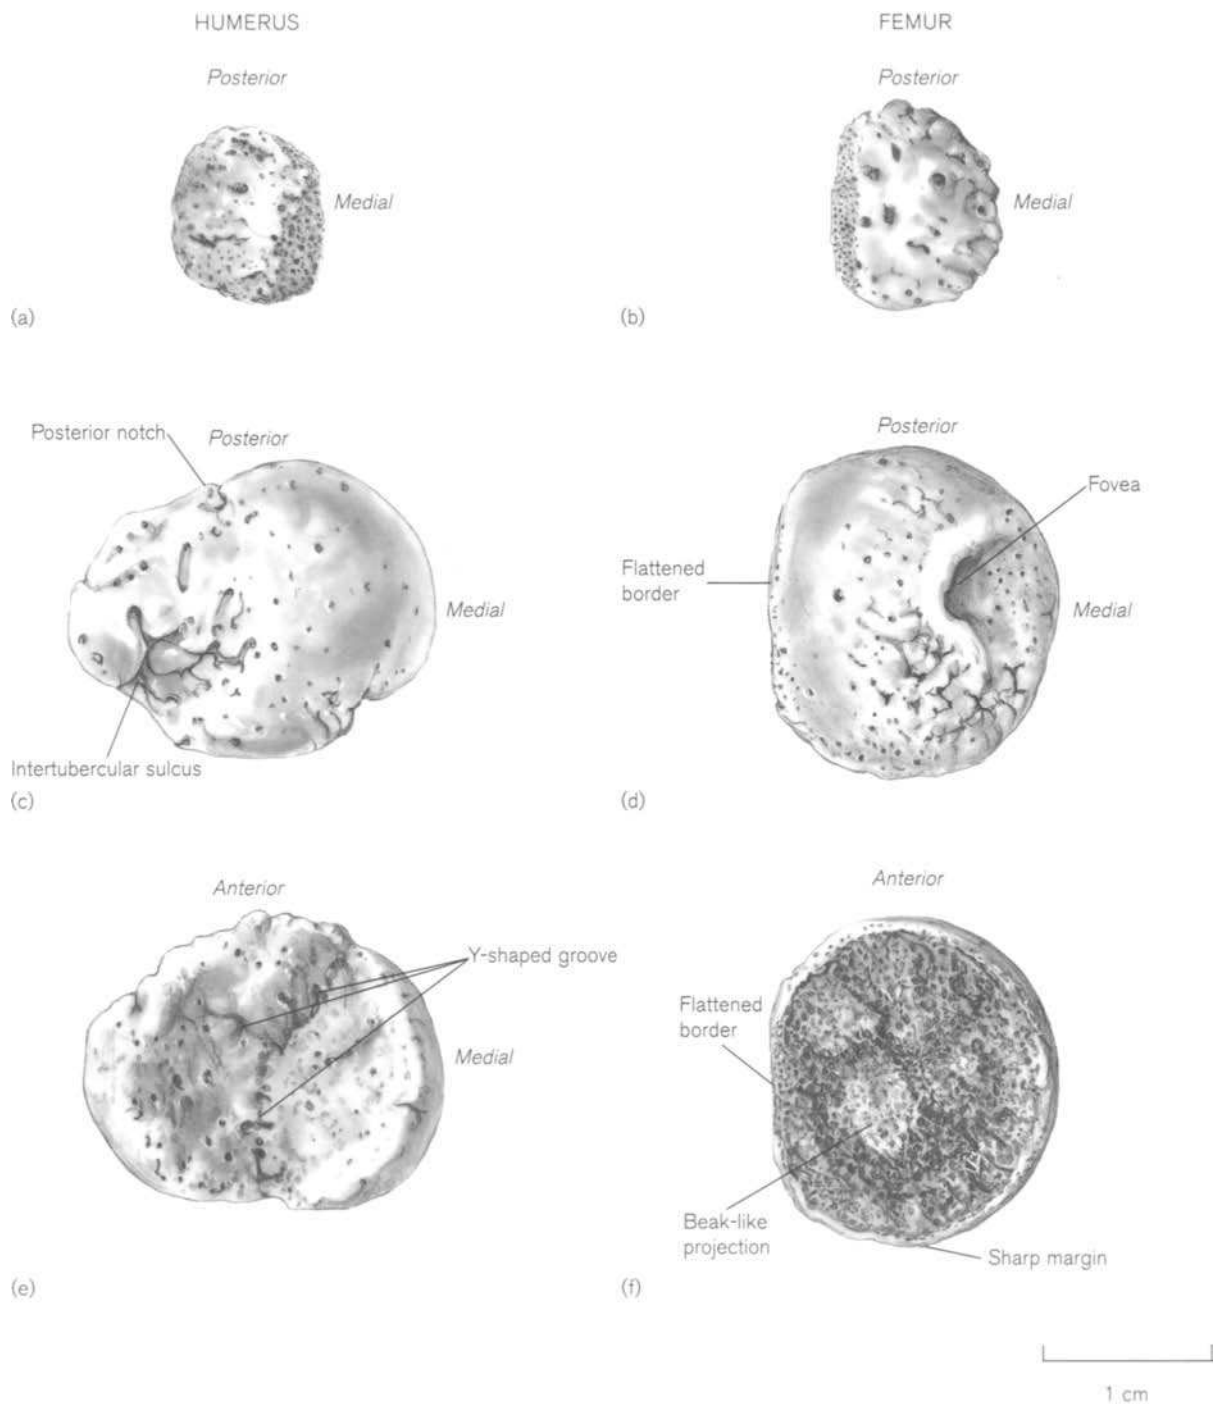 HUMERUS
FEMUR
Posterior
Posterior
Medial
Medial
(a)
(b)
Posterior notch
Posterior
Posterior
Fovea
Flattened
border
Medial
Medial
Intertubercular sulcus
(c)
(d)
Anterior
Anterior
Y-shaped groove
Flattened
border
Medial
Beak-like
projection
Sharp margin
(e)
(f)
1 cm